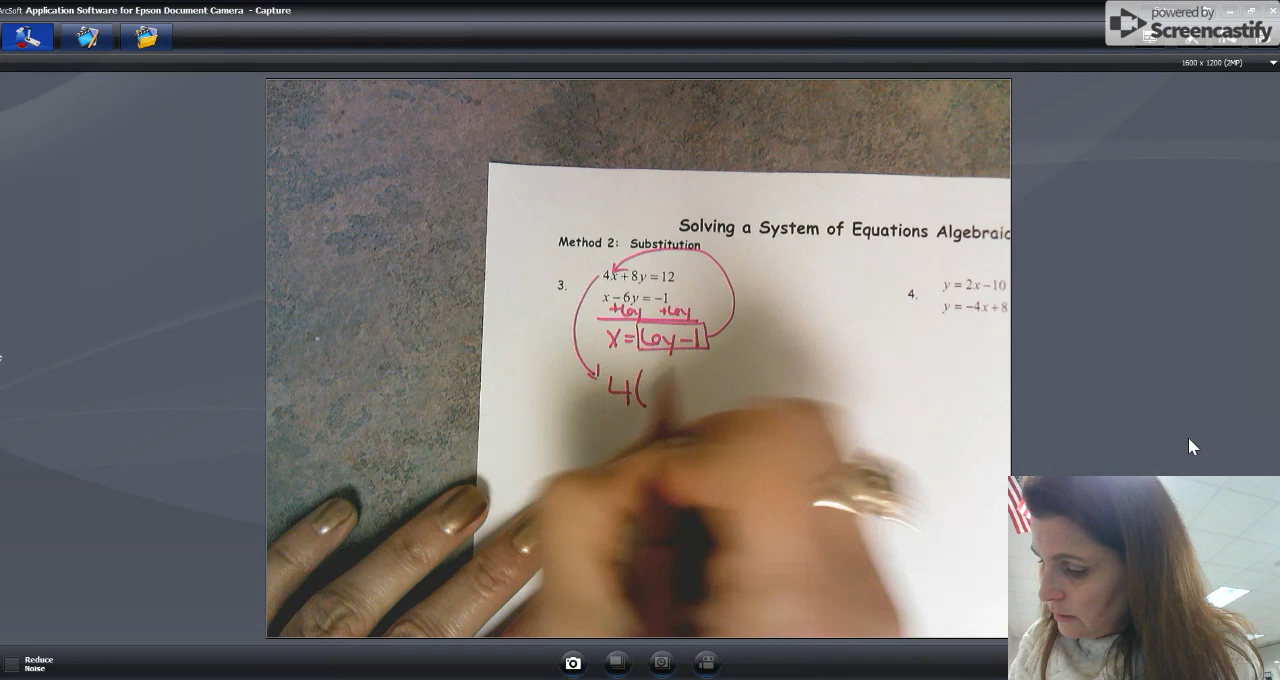 ArcSoft Application Software for Epson Document Camera - Capture
powered by
Screencastify
1600 x 1200 (2MP)
Solving a System of Equations Algebraic
Method 2: Substitution
3.
4x + 8y = 12
x − 6y = −1
+6y +6y
x = 6y − 1
4(
4.
y = 2x − 10
y = −4x + 8
Reduce
Noise